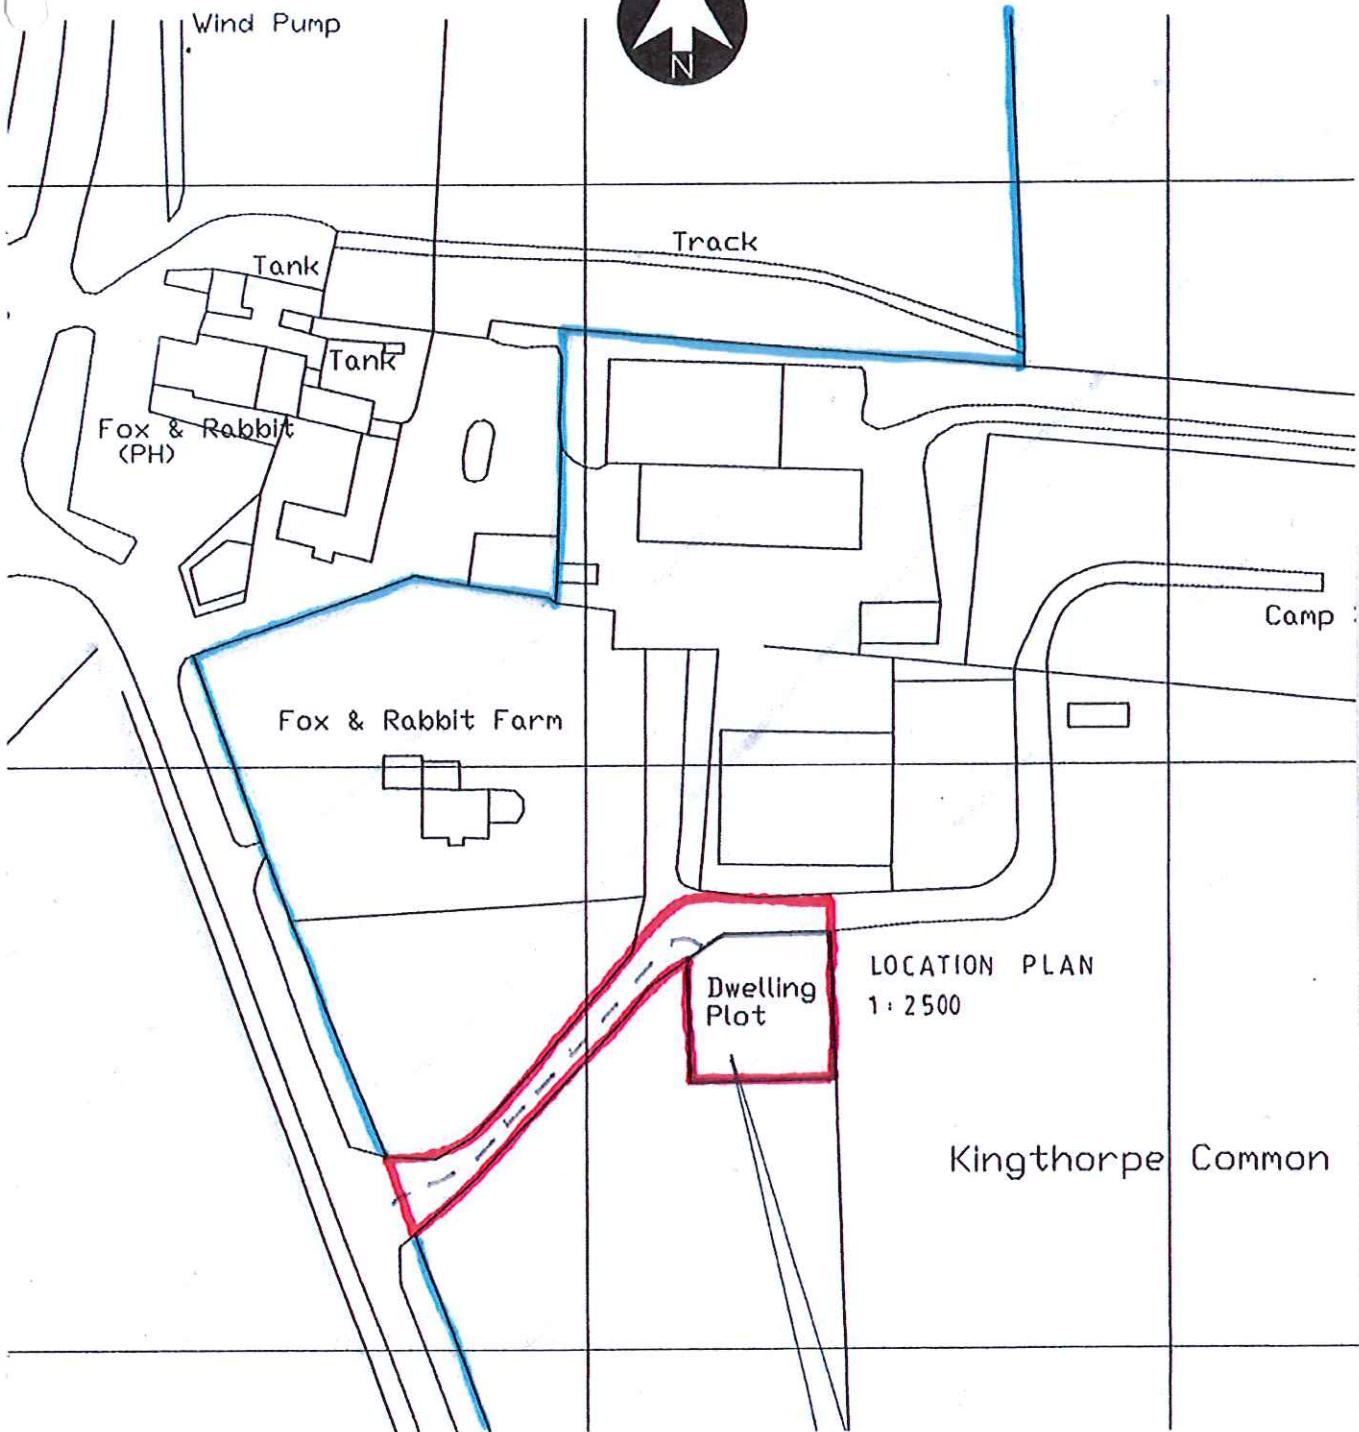 Wind Pump
N
Track
Tank
Tank
Fox & Rabbit
(PH)
Camp
Fox & Rabbit Farm
LOCATION PLAN
1:2500
Dwelling
Plot
Kingthorpe Common